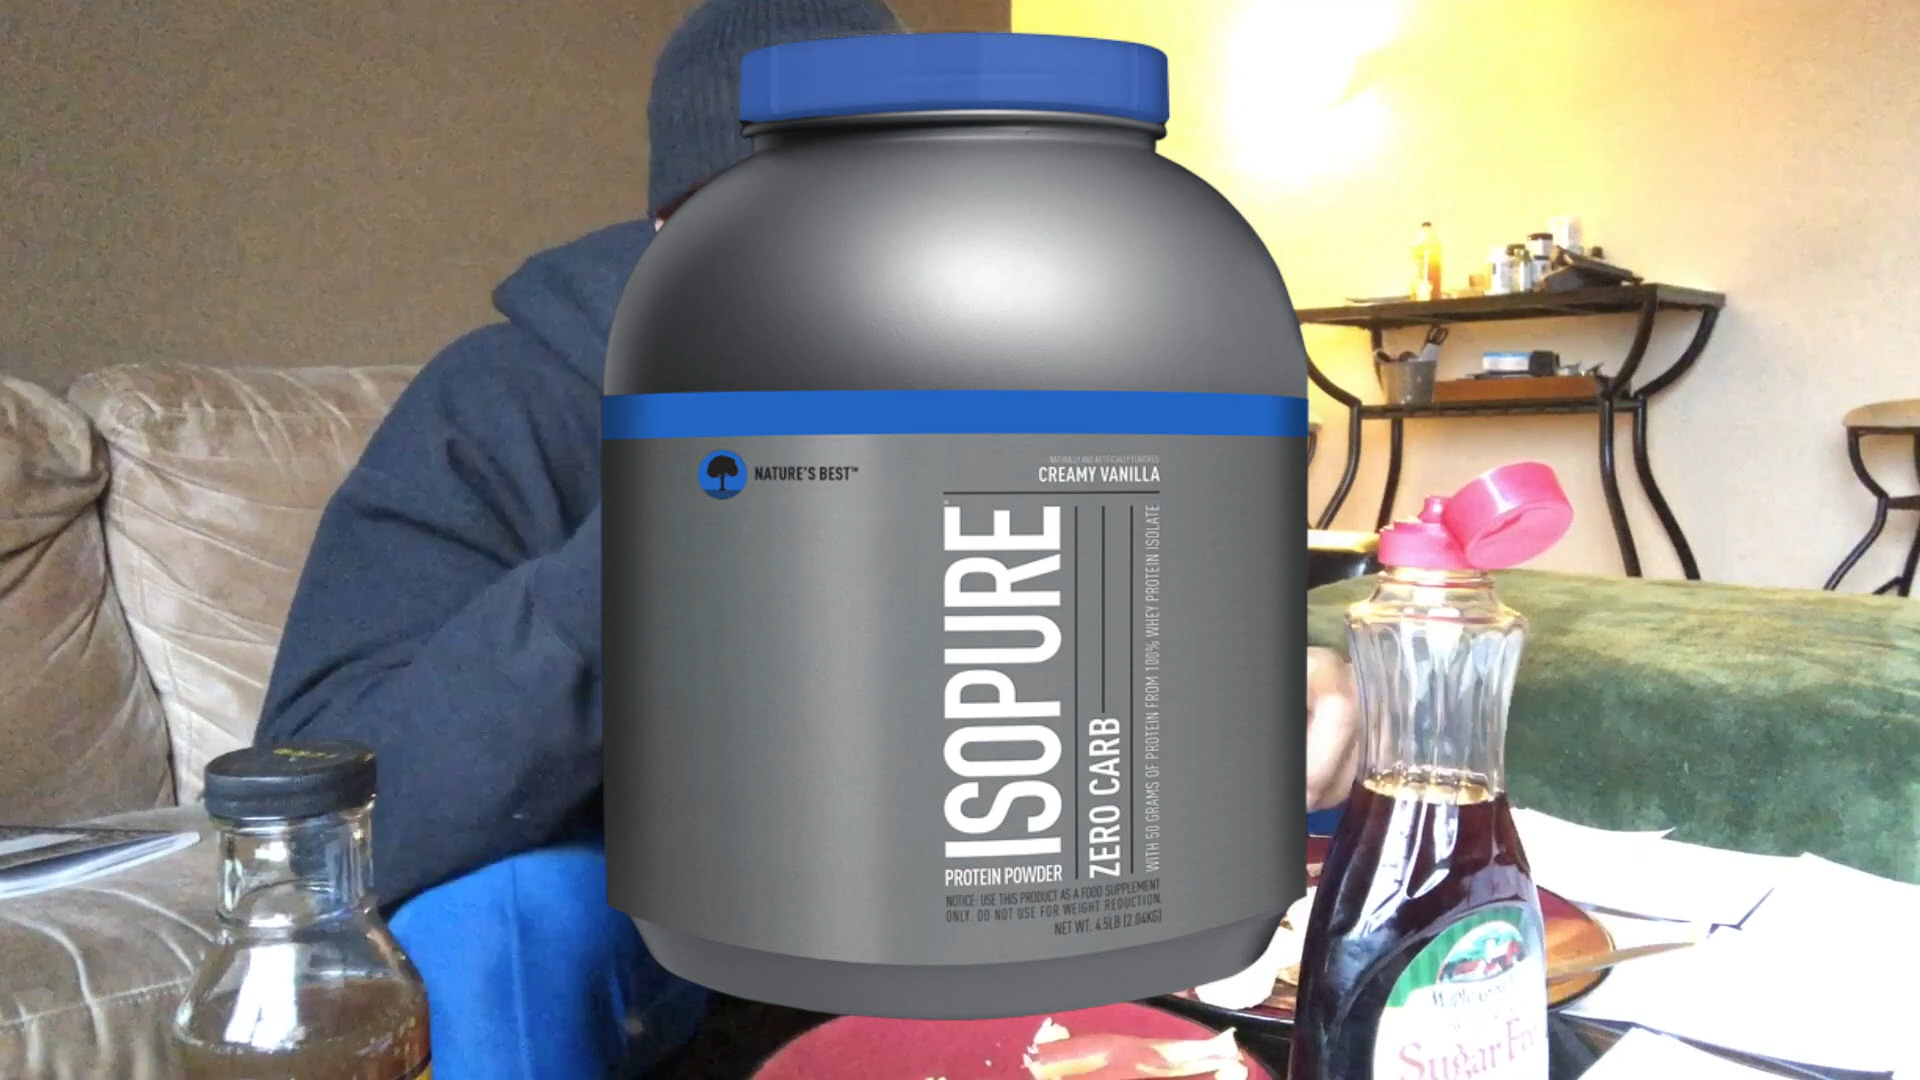 NATURE'S BEST™
NATURALLY AND ARTIFICIALLY FLAVORED
CREAMY VANILLA
ISOPURE
ZERO CARB
WITH 50 GRAMS OF PROTEIN FROM 100% WHEY PROTEIN ISOLATE
PROTEIN POWDER
NOTICE: USE THIS PRODUCT AS A FOOD SUPPLEMENT
ONLY. DO NOT USE FOR WEIGHT REDUCTION.
NET WT. 4.5LB (2.04KG)
Sugar